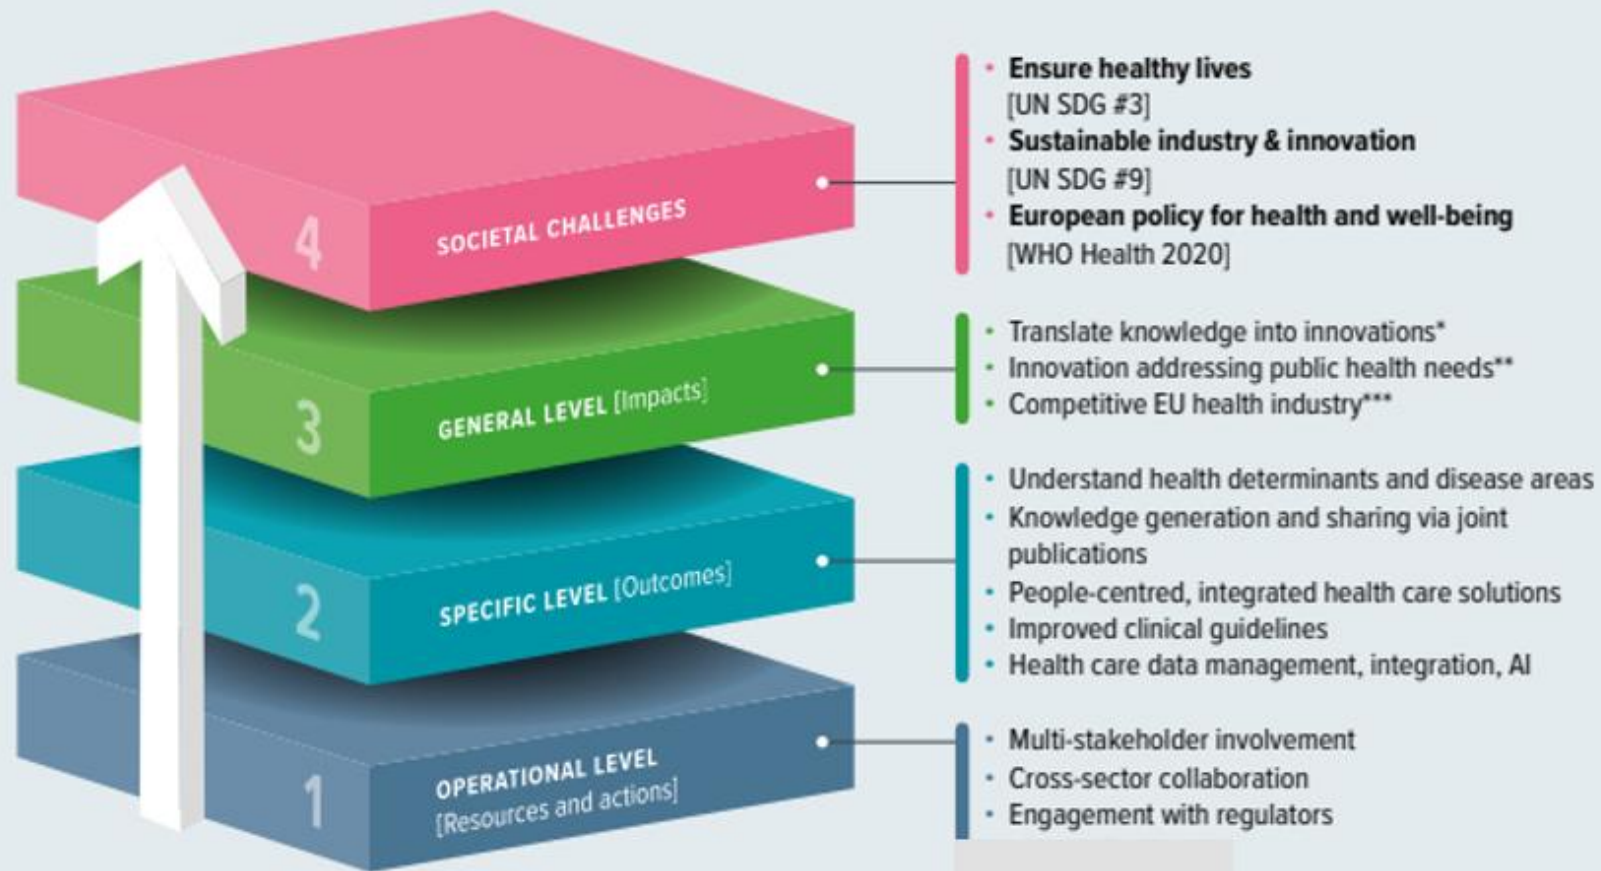 • Ensure healthy lives
[UN SDG #3]
• Sustainable industry & innovation
[UN SDG #9]
• European policy for health and well-being
[WHO Health 2020]
4
SOCIETAL CHALLENGES
• Translate knowledge into innovations*
• Innovation addressing public health needs**
• Competitive EU health industry***
3
GENERAL LEVEL [Impacts]
• Understand health determinants and disease areas
• Knowledge generation and sharing via joint
publications
• People-centred, integrated health care solutions
• Improved clinical guidelines
• Health care data management, integration, AI
2
SPECIFIC LEVEL [Outcomes]
• Multi-stakeholder involvement
• Cross-sector collaboration
• Engagement with regulators
1
OPERATIONAL LEVEL
[Resources and actions]